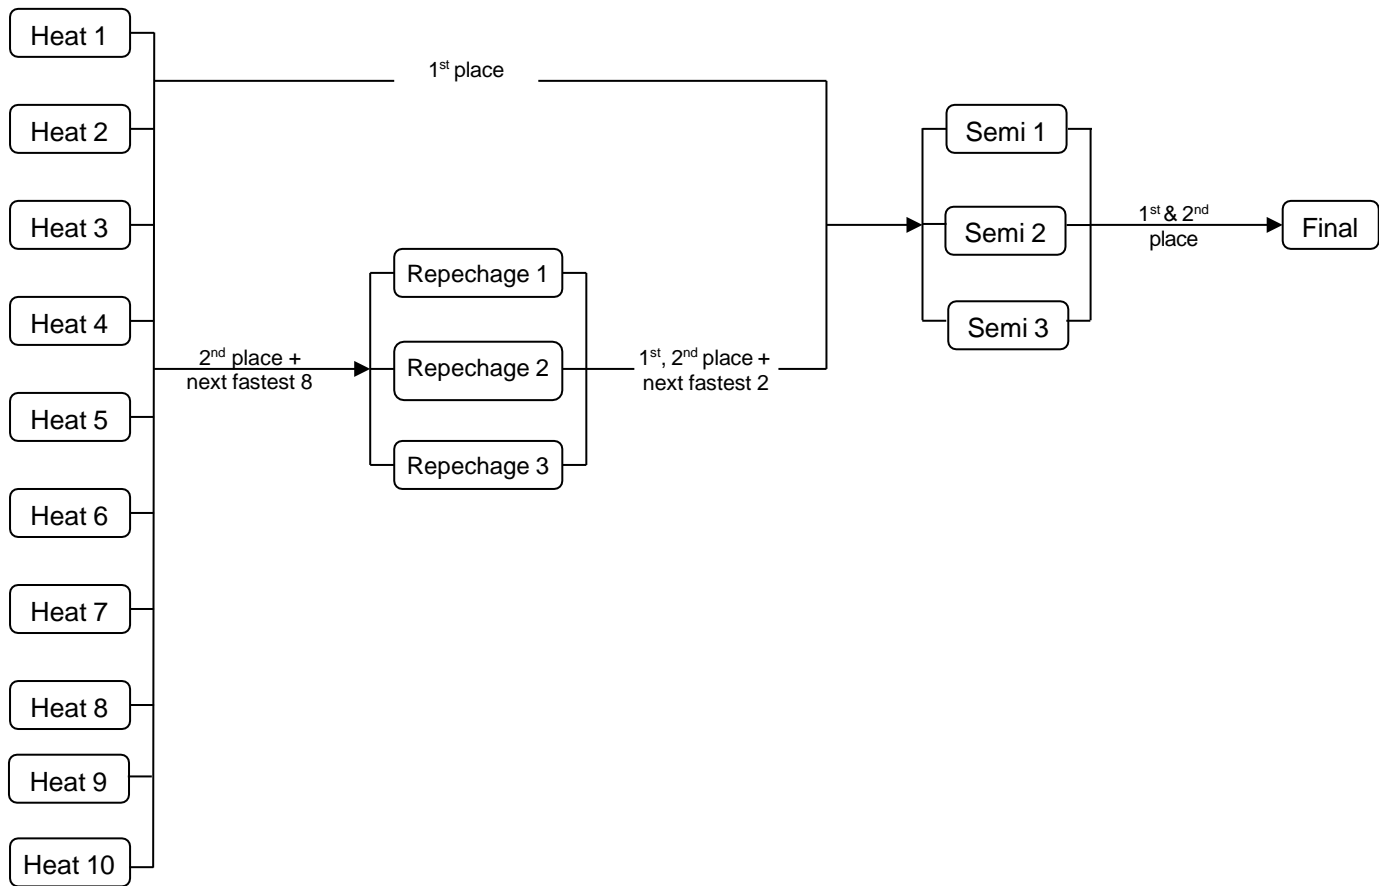 Heat 1
1st place
Heat 2
Semi 1
Heat 3
1st & 2nd
place
Semi 2
Final
Repechage 1
Heat 4
Semi 3
2nd place +
next fastest 8
Repechage 2
1st, 2nd place +
next fastest 2
Heat 5
Repechage 3
Heat 6
Heat 7
Heat 8
Heat 9
Heat 10